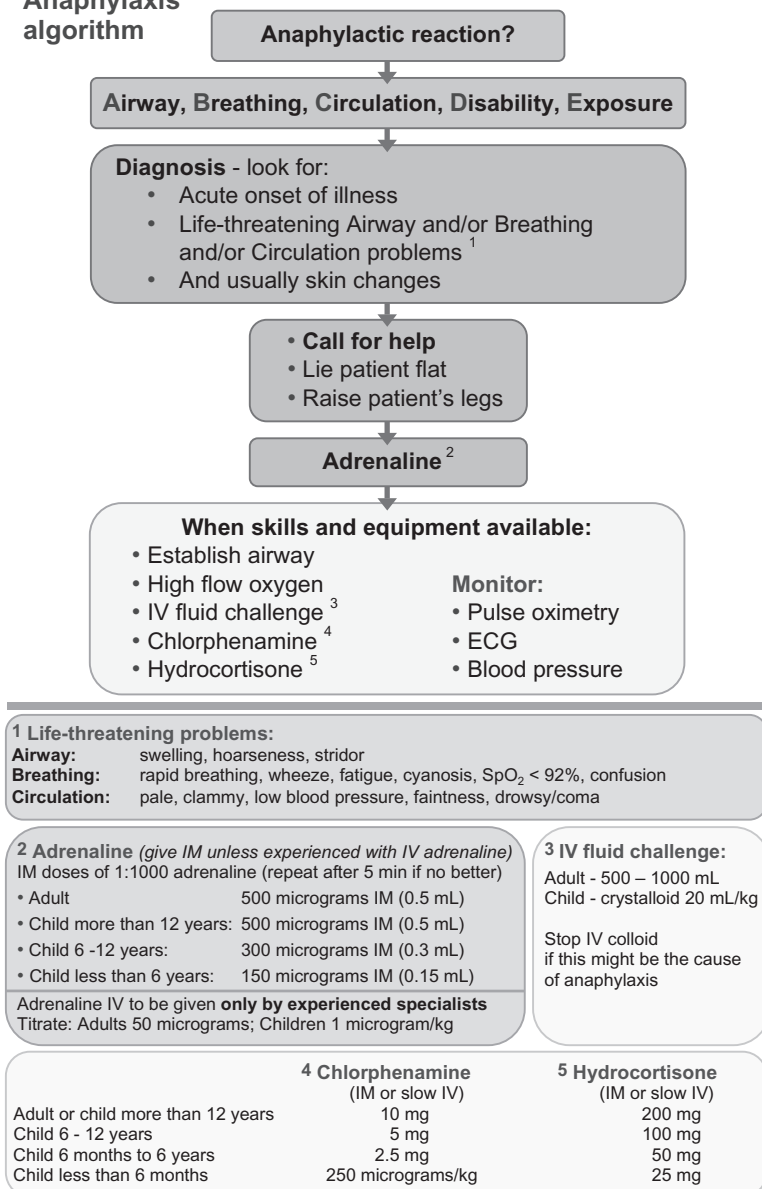 Anaphylaxis
algorithm
Anaphylactic reaction?
Airway, Breathing, Circulation, Disability, Exposure
Diagnosis - look for:
• Acute onset of illness
• Life-threatening Airway and/or Breathing
and/or Circulation problems 1
• And usually skin changes
• Call for help
• Lie patient flat
• Raise patient's legs
Adrenaline 2
When skills and equipment available:
• Establish airway
• High flow oxygen
• IV fluid challenge 3
• Chlorphenamine 4
• Hydrocortisone 5
Monitor:
• Pulse oximetry
• ECG
• Blood pressure
1 Life-threatening problems:
Airway: swelling, hoarseness, stridor
Breathing: rapid breathing, wheeze, fatigue, cyanosis, SpO2 < 92%, confusion
Circulation: pale, clammy, low blood pressure, faintness, drowsy/coma
2 Adrenaline (give IM unless experienced with IV adrenaline)
IM doses of 1:1000 adrenaline (repeat after 5 min if no better)
• Adult 500 micrograms IM (0.5 mL)
• Child more than 12 years: 500 micrograms IM (0.5 mL)
• Child 6 -12 years: 300 micrograms IM (0.3 mL)
• Child less than 6 years: 150 micrograms IM (0.15 mL)
Adrenaline IV to be given only by experienced specialists
Titrate: Adults 50 micrograms; Children 1 microgram/kg
3 IV fluid challenge:
Adult - 500 – 1000 mL
Child - crystalloid 20 mL/kg
Stop IV colloid
if this might be the cause
of anaphylaxis
4 Chlorphenamine 5 Hydrocortisone
(IM or slow IV) (IM or slow IV)
Adult or child more than 12 years 10 mg 200 mg
Child 6 - 12 years 5 mg 100 mg
Child 6 months to 6 years 2.5 mg 50 mg
Child less than 6 months 250 micrograms/kg 25 mg